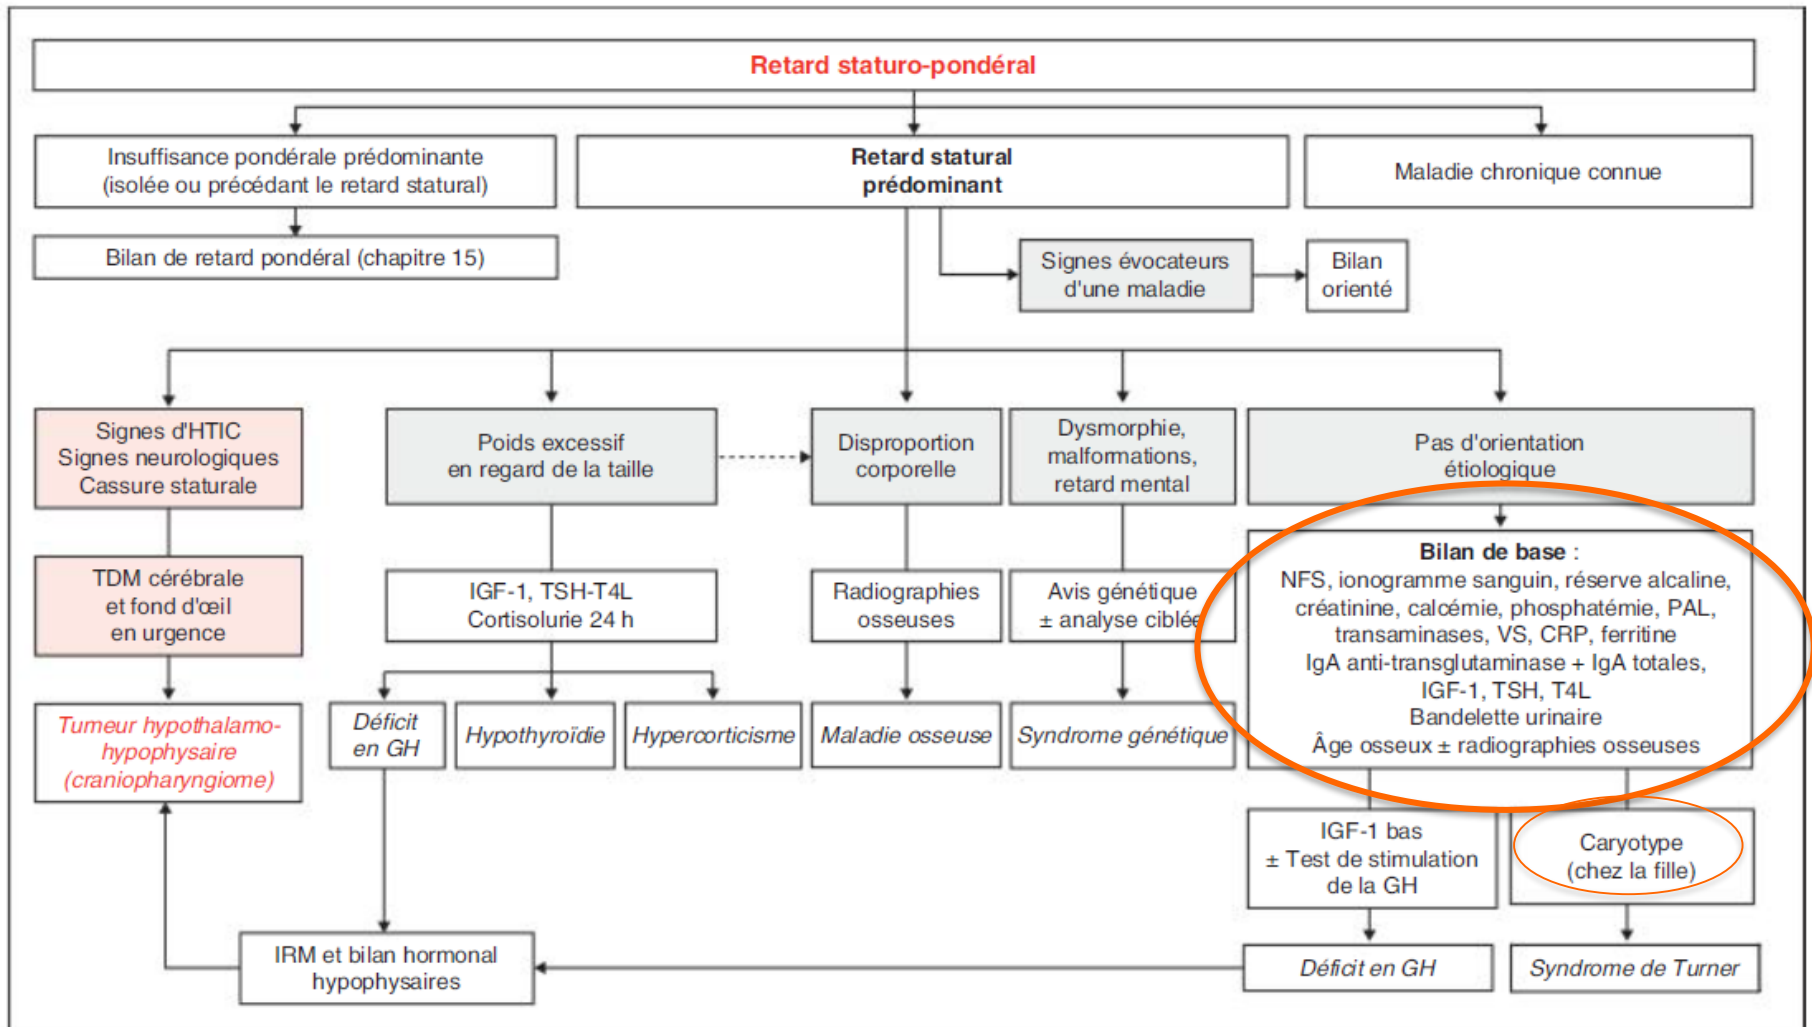 Retard staturo-pondéral
Insuffisance pondérale prédominante
(isolée ou précédant le retard statural)
Retard statural
prédominant
Maladie chronique connue
Bilan de retard pondéral (chapitre 15)
Signes évocateurs
d'une maladie
Bilan
orienté
Signes d'HTIC
Signes neurologiques
Cassure staturale
Poids excessif
en regard de la taille
Disproportion
corporelle
Dysmorphie,
malformations,
retard mental
Pas d'orientation
étiologique
TDM cérébrale
et fond d'œil
en urgence
IGF-1, TSH-T4L
Cortisolurie 24 h
Radiographies
osseuses
Avis génétique
± analyse ciblée
Bilan de base :
NFS, ionogramme sanguin, réserve alcaline,
créatinine, calcémie, phosphatémie, PAL,
transaminases, VS, CRP, ferritine
IgA anti-transglutaminase + IgA totales,
IGF-1, TSH, T4L
Bandelette urinaire
Âge osseux ± radiographies osseuses
Tumeur hypothalamo-
hypophysaire
(craniopharyngiome)
Déficit
en GH
Hypothyroïdie
Hypercorticisme
Maladie osseuse
Syndrome génétique
IGF-1 bas
± Test de stimulation
de la GH
Caryotype
(chez la fille)
IRM et bilan hormonal
hypophysaires
Déficit en GH
Syndrome de Turner